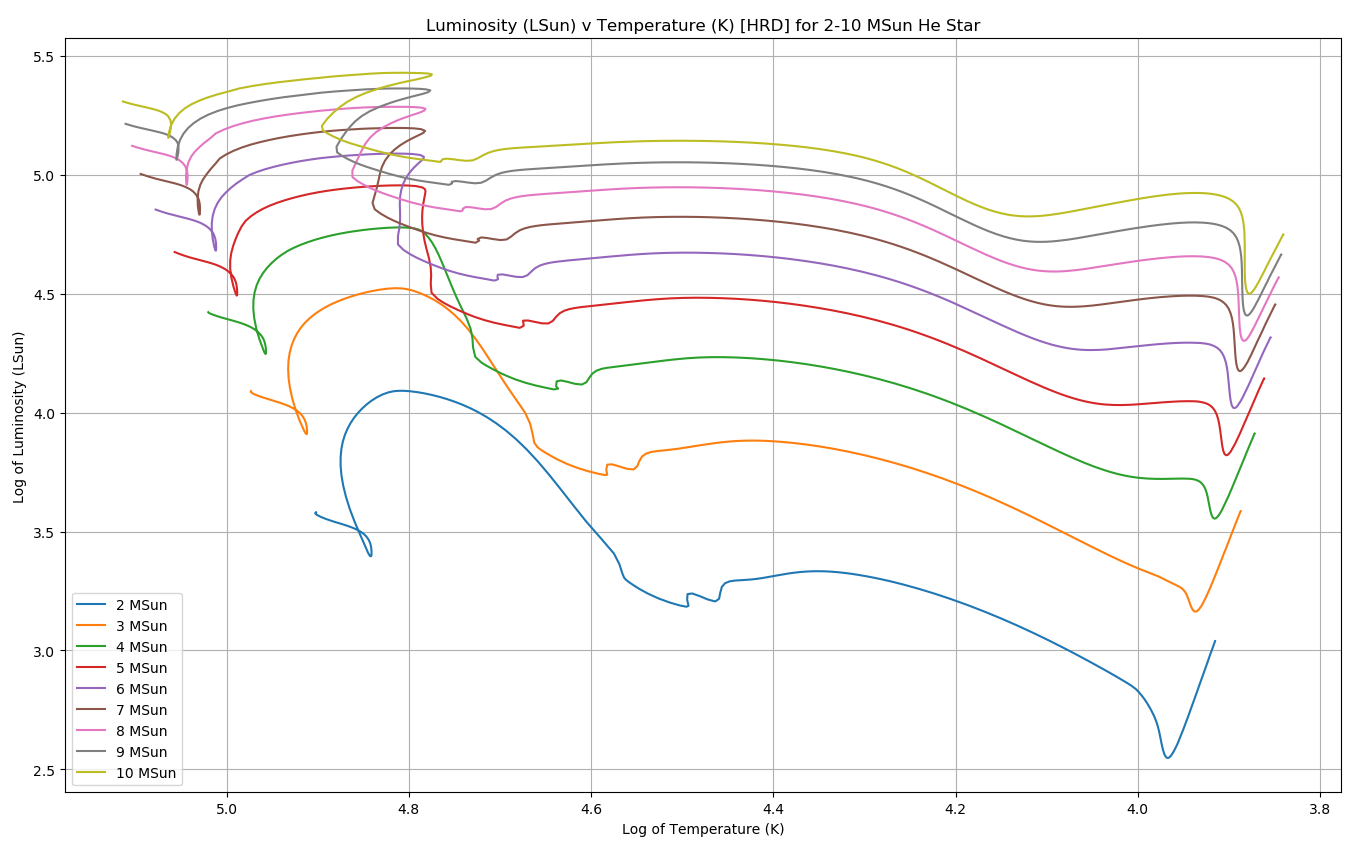 Luminosity (LSun) v Temperature (K) [HRD] for 2-10 MSun He Star
Log of Luminosity (LSun)
5.5
5.0
4.5
4.0
3.5
3.0
2.5
2 MSun
3 MSun
4 MSun
5 MSun
6 MSun
7 MSun
8 MSun
9 MSun
10 MSun
5.0 4.8 4.6 4.4 4.2 4.0 3.8
Log of Temperature (K)